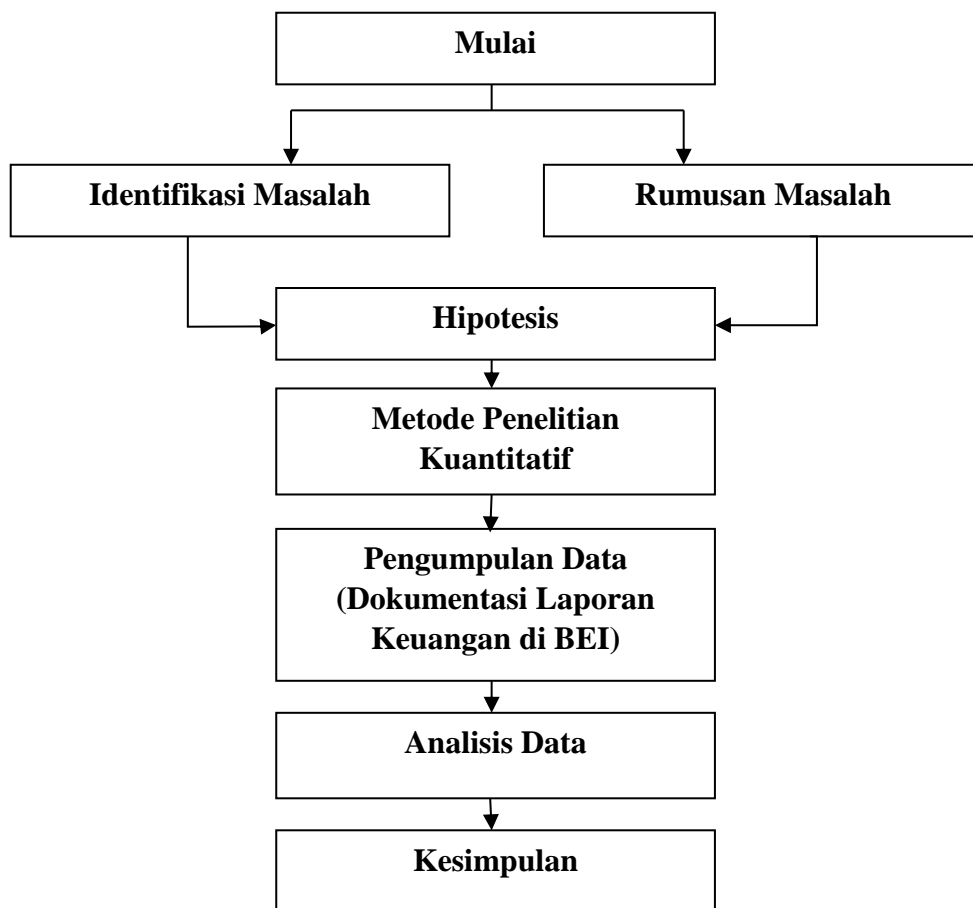 Mulai
Identifikasi Masalah
Rumusan Masalah
Hipotesis
Metode Penelitian
Kuantitatif
Pengumpulan Data
(Dokumentasi Laporan
Keuangan di BEI)
Analisis Data
Kesimpulan